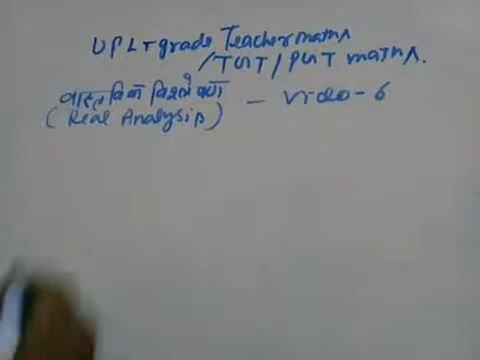 UP LT grade Teacher maths
/TGT/PGT maths.
वास्तविक विश्लेषण – Video-6
(Real Analysis)